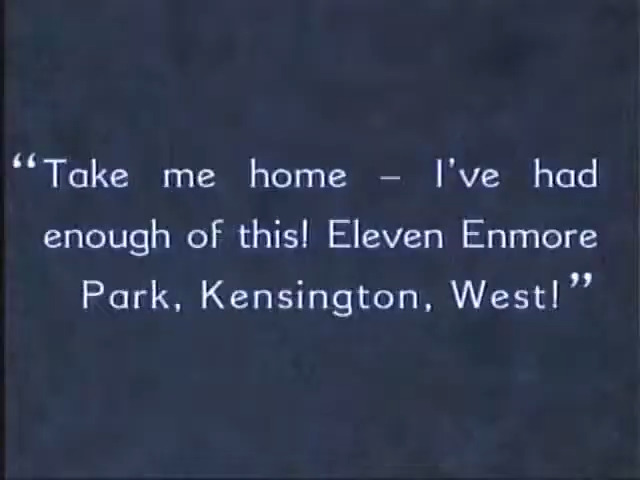 “Take me home – I've had
enough of this! Eleven Enmore
Park, Kensington, West!”